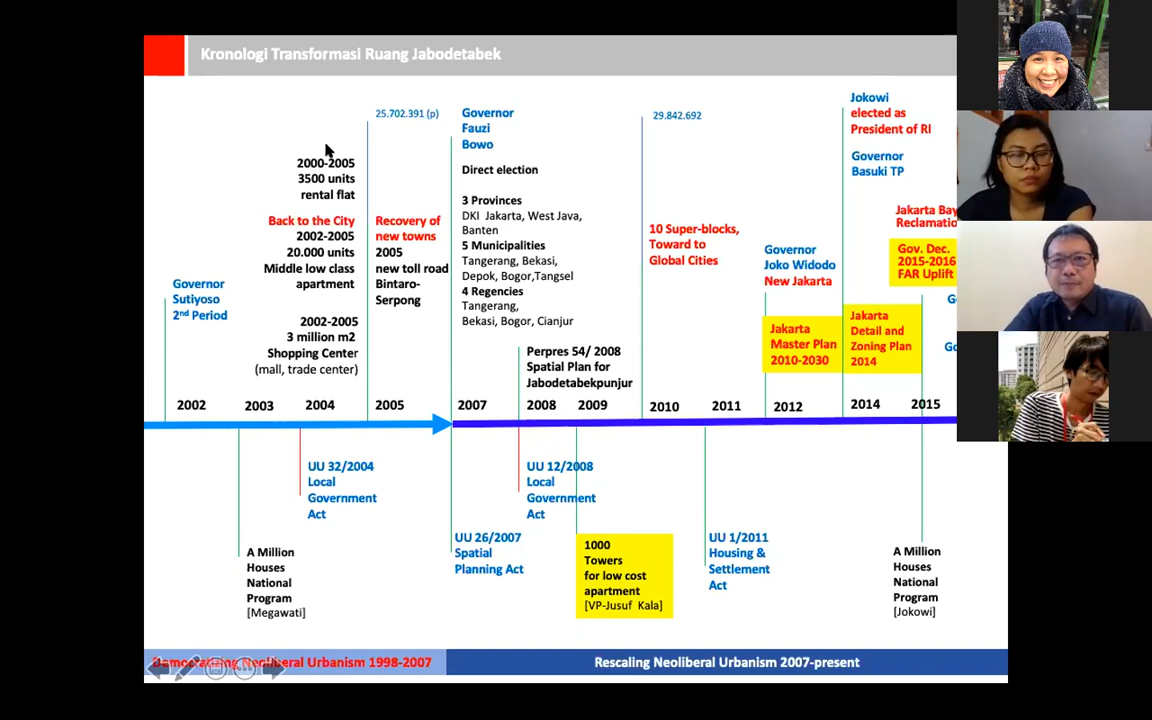 Kronologi Transformasi Ruang Jabodetabek
25.702.391 (p)
2000-2005
3500 units
rental flat
Back to the City
2002-2005
20.000 units
Middle low class
apartment
2002-2005
3 million m2
Shopping Center
(mall, trade center)
Governor
Sutiyoso
2nd Period
Recovery of
new towns
2005
new toll road
Bintaro-
Serpong
Governor
Fauzi
Bowo
Direct election
3 Provinces
DKI Jakarta, West Java,
Banten
5 Municipalities
Tangerang, Bekasi,
Depok, Bogor,Tangsel
4 Regencies
Tangerang,
Bekasi, Bogor, Cianjur
Perpres 54/ 2008
Spatial Plan for
Jabodetabekpunjur
29.842.692
10 Super-blocks,
Toward to
Global Cities
Governor
Joko Widodo
New Jakarta
Jakarta
Master Plan
2010-2030
Jokowi
elected as
President of RI
Governor
Basuki TP
Jakarta
Detail and
Zoning Plan
2014
Jakarta Bay
Reclamatio
Gov. Dec.
2015-2016
FAR Uplift
Go
Go
2002 2003 2004 2005 2007 2008 2009 2010 2011 2012 2014 2015
A Million
Houses
National
Program
[Megawati]
UU 32/2004
Local
Government
Act
UU 26/2007
Spatial
Planning Act
UU 12/2008
Local
Government
Act
1000
Towers
for low cost
apartment
[VP-Jusuf Kala]
UU 1/2011
Housing &
Settlement
Act
A Million
Houses
National
Program
[Jokowi]
Neoliberal Urbanism 1998-2007
Rescaling Neoliberal Urbanism 2007-present